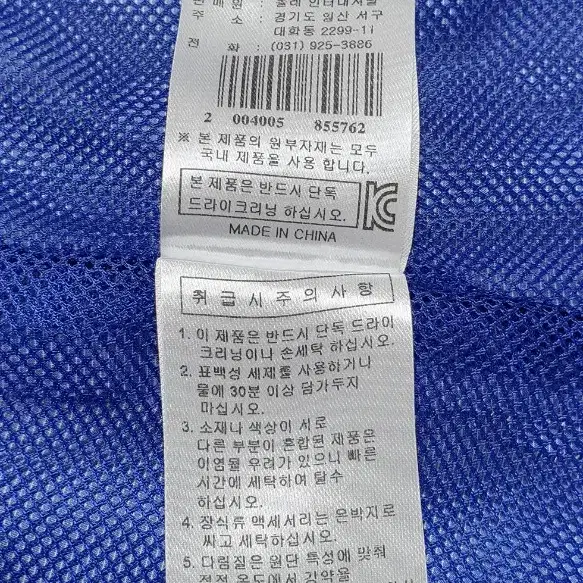 주 소 : 경기도 일산 서구
대화동 2299-11
전 화 : (031) 925-3886
2 004005 855762
※ 본 제품의 원부자재는 모두
국내 제품을 사용 합니다.
본 제품은 반드시 단독
드라이크리닝 하십시오.
MADE IN CHINA
취 급 시 주 의 사 항
1. 이 제품은 반드시 단독 드라이
크리닝이나 손세탁 하십시오.
2. 표백성 세제를 사용하거나
물에 30분 이상 담가두지
마십시오.
3. 소재나 색상이 서로
다른 부분이 혼합된 제품은
이염될 우려가 있으니 빠른
시간에 세탁하여 탈수
하십시오.
4. 장식류 액세서리는 은박지로
싸고 세탁하십시오.
5. 다림질은 원단 특성에 맞춰
적정 온도에서 강약을